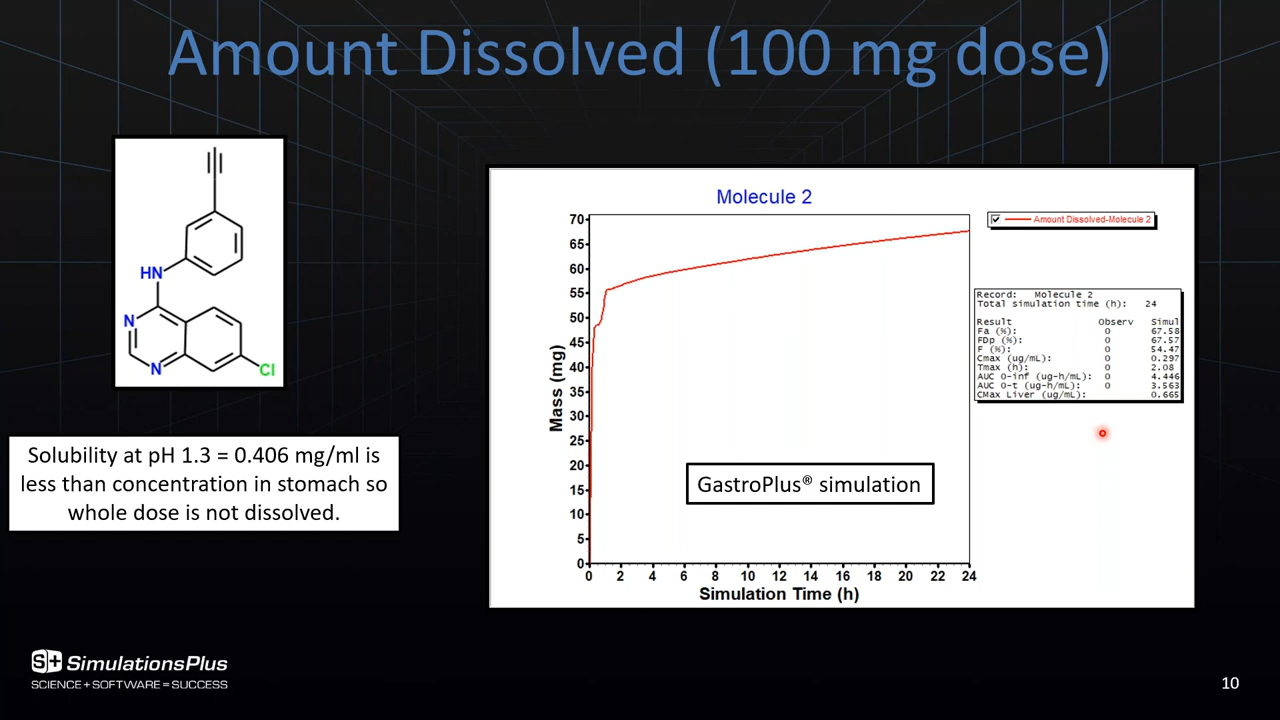 Amount Dissolved (100 mg dose)
HN
N
N
Cl
Solubility at pH 1.3 = 0.406 mg/ml is
less than concentration in stomach so
whole dose is not dissolved.
Molecule 2
Amount Dissolved-Molecule 2
70
65
60
55
50
45
40
35
30
25
20
15
10
5
0
Mass (mg)
0 2 4 6 8 10 12 14 16 18 20 22 24
Simulation Time (h)
GastroPlus® simulation
Record: Molecule 2
Total simulation time (h): 24
Result Observ Simul
Fa (%): 0 67.58
FDp (%): 0 67.57
F (%): 0 54.47
Cmax (ug/mL): 0 0.297
Tmax (h): 0 2.08
AUC 0-inf (ug-h/mL): 0 4.446
AUC 0-t (ug-h/mL): 0 3.563
CMax Liver (ug/mL): 0.665
S+ SimulationsPlus
SCIENCE + SOFTWARE = SUCCESS
10